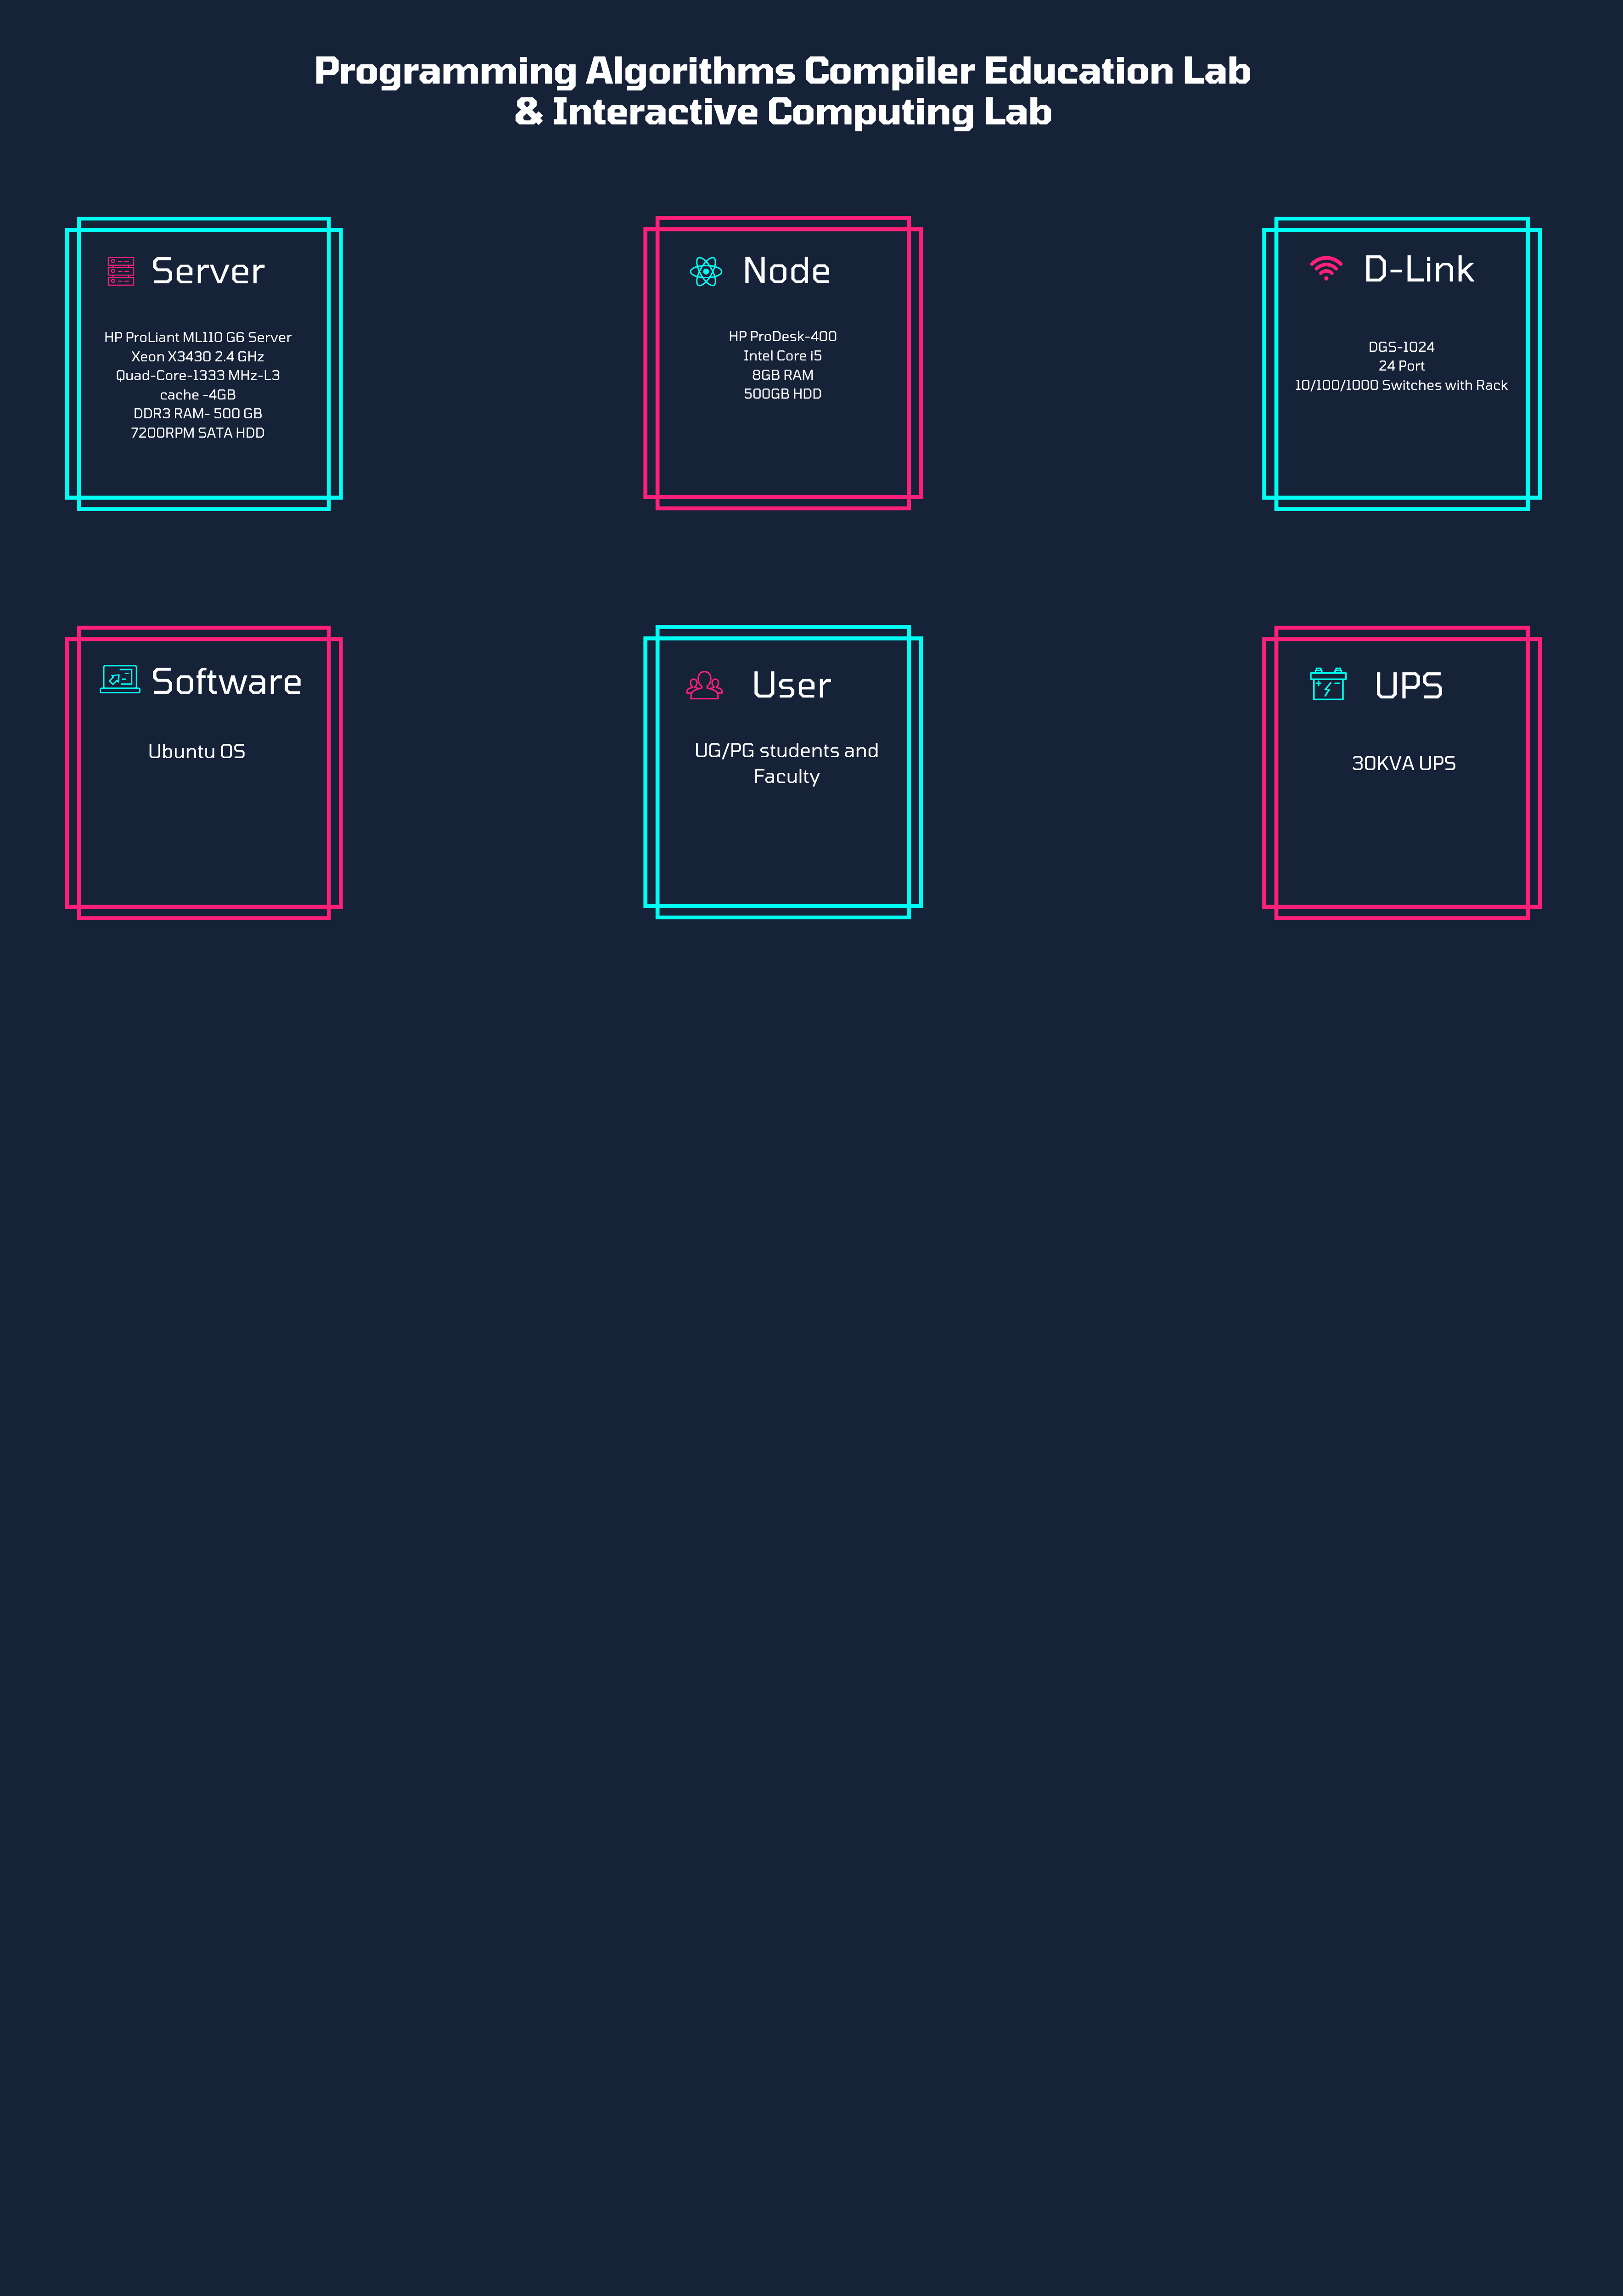 Programming Algorithms Compiler Education Lab
& Interactive Computing Lab
Server
HP ProLiant ML110 G6 Server
Xeon X3430 2.4 GHz
Quad-Core-1333 MHz-L3
cache -4GB
DDR3 RAM- 500 GB
7200RPM SATA HDD
Node
HP ProDesk-400
Intel Core i5
8GB RAM
500GB HDD
D-Link
DGS-1024
24 Port
10/100/1000 Switches with Rack
Software
Ubuntu OS
User
UG/PG students and
Faculty
UPS
30KVA UPS